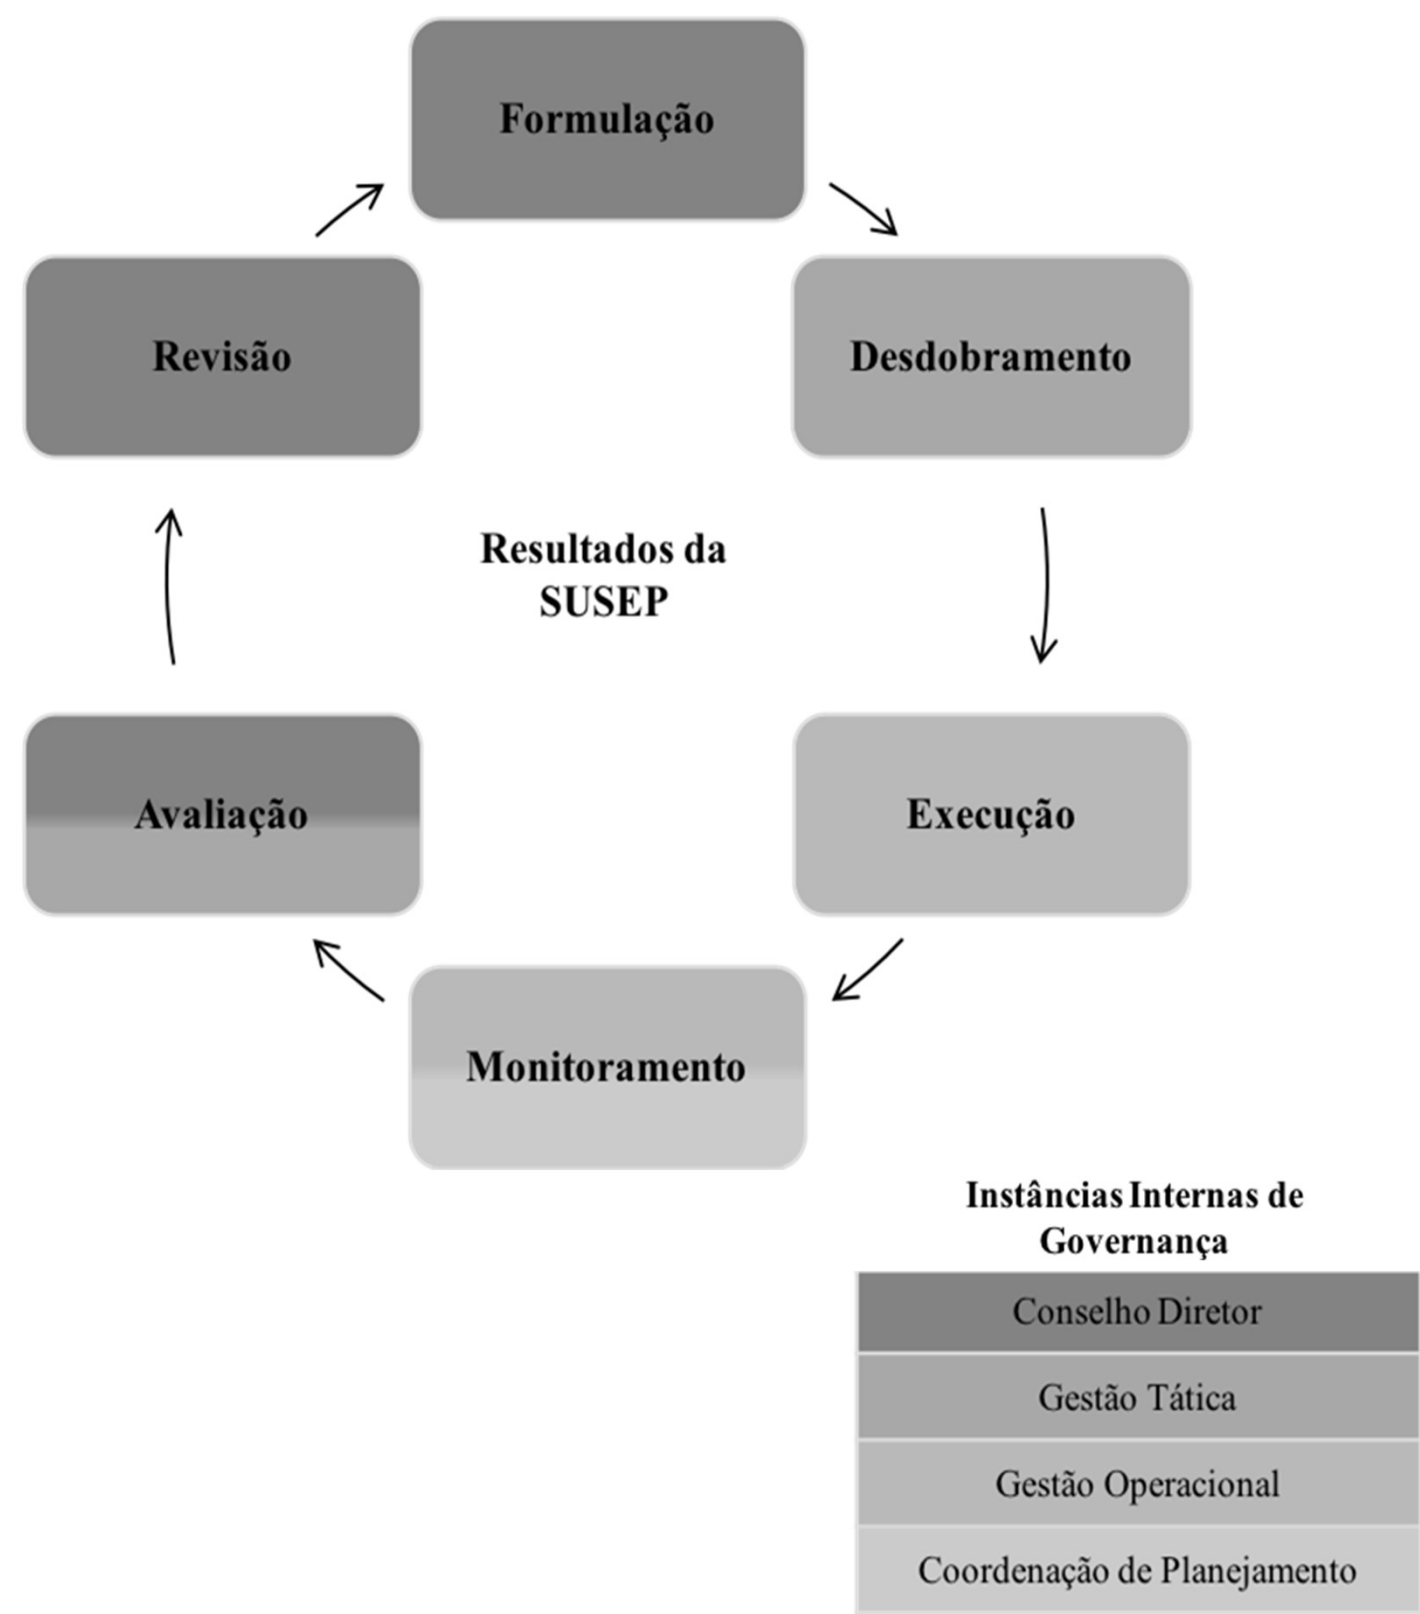 Formulação
Revisão
Desdobramento
Resultados da
SUSEP
Avaliação
Execução
Monitoramento
Instâncias Internas de
Governança
Conselho Diretor
Gestão Tática
Gestão Operacional
Coordenação de Planejamento